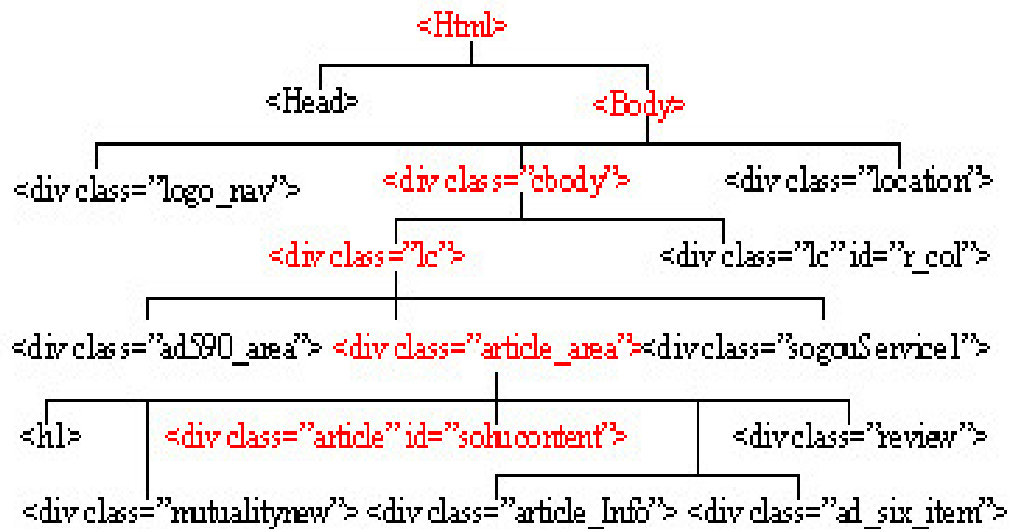 <Html>
<Head> <Body>
<div class="logo_nav"> <div class="cbody"> <div class="location">
<div class="lc"> <div class="lc" id="r_col">
<div class="ad590_area"> <div class="article_area"> <div class="sogouService1">
<h1> <div class="article" id="sohucontent"> <div class="review">
<div class="mutualitynew"> <div class="article_Info"> <div class="ad_six_item">